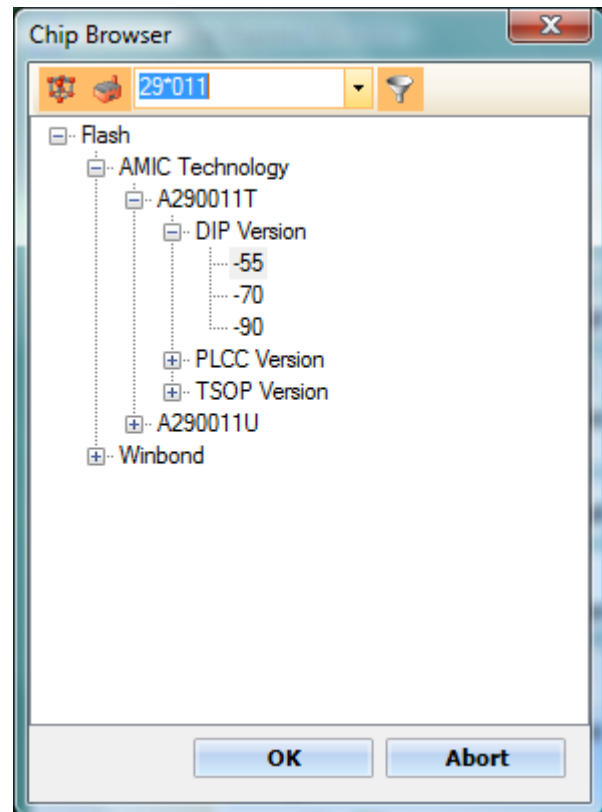 Chip Browser
29*011
Flash
AMIC Technology
A290011T
DIP Version
-55
-70
-90
PLCC Version
TSOP Version
A290011U
Winbond
OK Abort